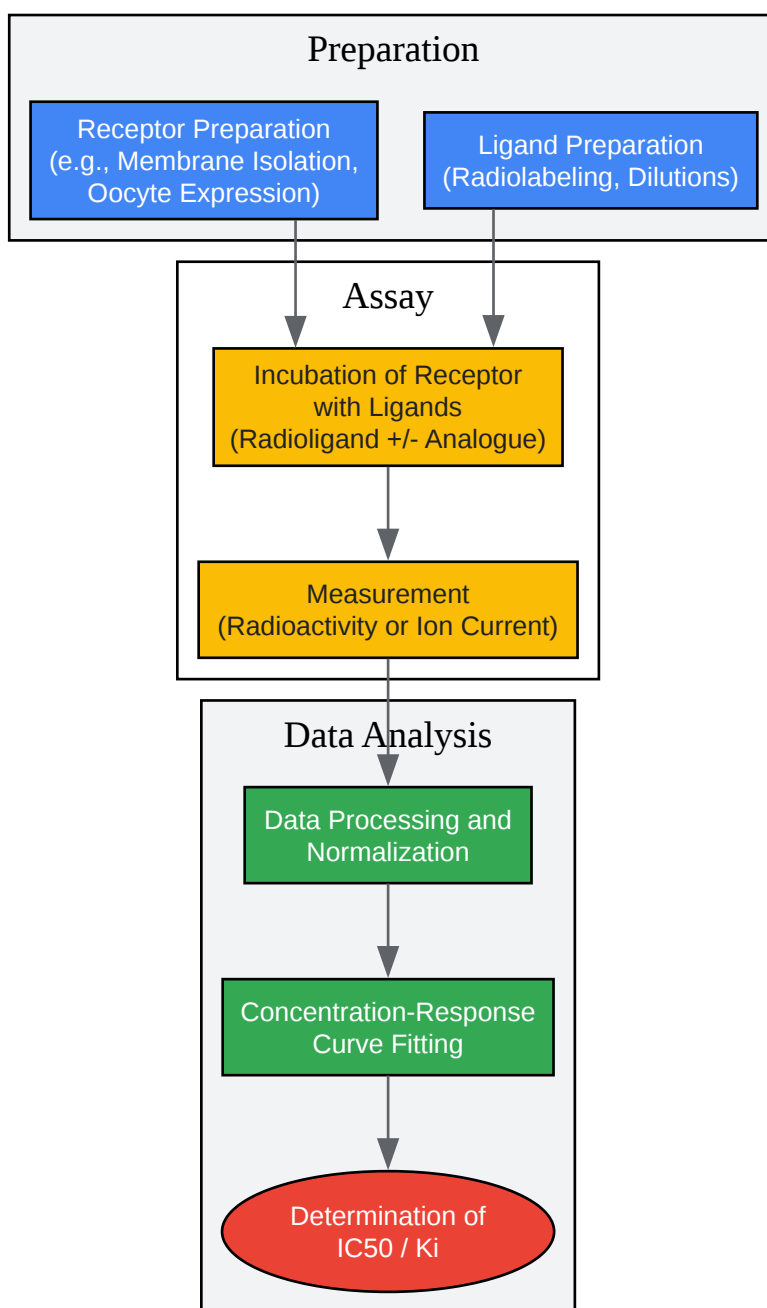 Preparation
Receptor Preparation
(e.g., Membrane Isolation,
Oocyte Expression)
Ligand Preparation
(Radiolabeling, Dilutions)
Assay
Incubation of Receptor
with Ligands
(Radioligand +/- Analogue)
Measurement
(Radioactivity or Ion Current)
Data Analysis
Data Processing and
Normalization
Concentration-Response
Curve Fitting
Determination of
IC50 / Ki